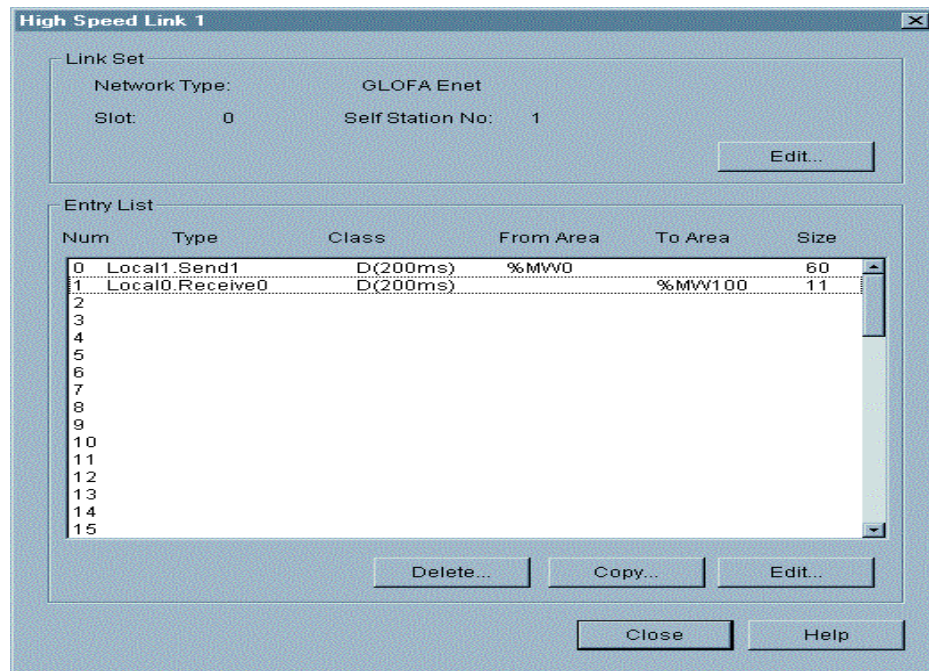 High Speed Link 1
Link Set
Network Type: GLOFA Enet
Slot: 0 Self Station No: 1
Edit...
Entry List
Num Type Class From Area To Area Size
0 Local1.Send1 D(200ms) %MW0 60
1 Local0.Receive0 D(200ms) %MW100 11
2
3
4
5
6
7
8
9
10
11
12
13
14
15
Delete... Copy... Edit...
Close Help